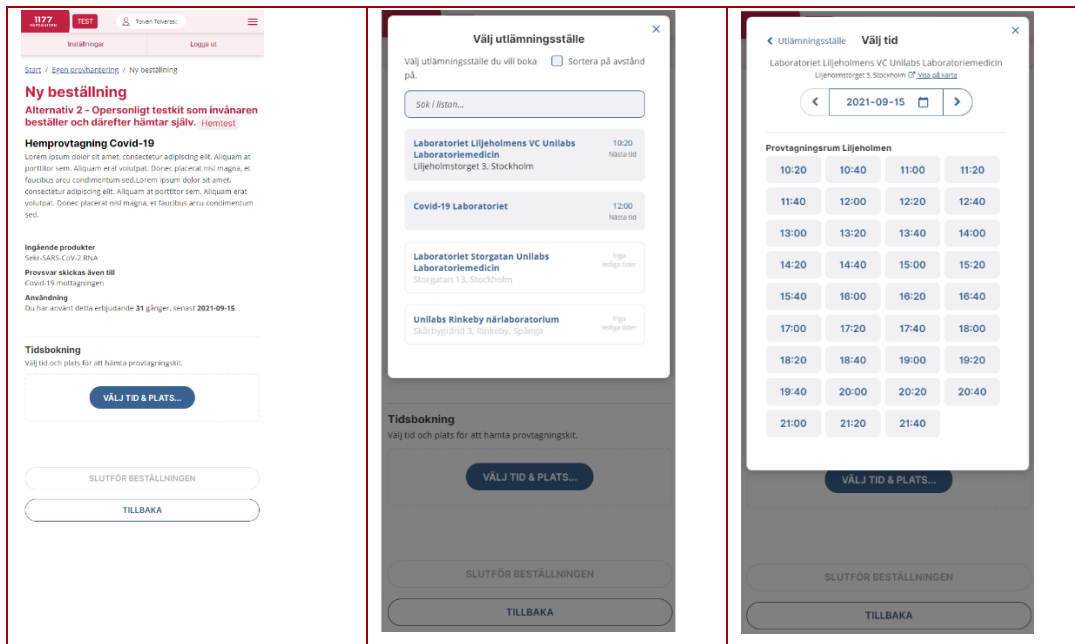 1177
TEST
Tolvan Tolversso
Inställningar
Logga ut
Start / Egen provhantering / Ny beställning
Ny beställning
Alternativ 2 - Opersonligt testkit som invånaren
beställer och därefter hämtar själv. Hemtest
Hemprovtagning Covid-19
Lorem ipsum dolor sit amet, consectetur adipiscing elit. Aliquam at
porttitor sem. Aliquam erat volutpat. Donec placerat nisl magna, et
faucibus arcu condimentum sed.Lorem ipsum dolor sit amet,
consectetur adipiscing elit. Aliquam at porttitor sem. Aliquam erat
volutpat. Donec placerat nisl magna, et faucibus arcu condimentum
sed.
Ingående produkter
Sekr-SARS-CoV-2 RNA
Provsvar skickas även till
Covid-19 mottagningen
Användning
Du har använt detta erbjudande 31 gånger, senast 2021-09-15.
Tidsbokning
Välj tid och plats för att hämta provtagningskit.
VÄLJ TID & PLATS...
SLUTFÖR BESTÄLLNINGEN
TILLBAKA
Välj utlämningsställe
Välj utlämningsställe du vill boka
på.
Sortera på avstånd
Sök i listan...
Laboratoriet Liljeholmens VC Unilabs
Laboratoriemedicin
Liljeholmstorget 3, Stockholm
10:20
Nästa tid
Covid-19 Laboratoriet
12:00
Nästa tid
Laboratoriet Storgatan Unilabs
Laboratoriemedicin
Storgatan 13, Stockholm
Inga
lediga tider
Unilabs Rinkeby närlaboratorium
Skårbygränd 3, Rinkeby, Spånga
Inga
lediga tider
Tidsbokning
Välj tid och plats för att hämta provtagningskit.
VÄLJ TID & PLATS...
SLUTFÖR BESTÄLLNINGEN
TILLBAKA
Utlämningsställe Välj tid
Laboratoriet Liljeholmens VC Unilabs Laboratoriemedicin
Liljeholmstorget 3, Stockholm Visa på
karta
2021-09-15
Provtagningsrum Liljeholmen
10:20 10:40 11:00 11:20
11:40 12:00 12:20 12:40
13:00 13:20 13:40 14:00
14:20 14:40 15:00 15:20
15:40 16:00 16:20 16:40
17:00 17:20 17:40 18:00
18:20 18:40 19:00 19:20
19:40 20:00 20:20 20:40
21:00 21:20 21:40
VÄLJ TID & PLATS...
SLUTFÖR BESTÄLLNINGEN
TILLBAKA